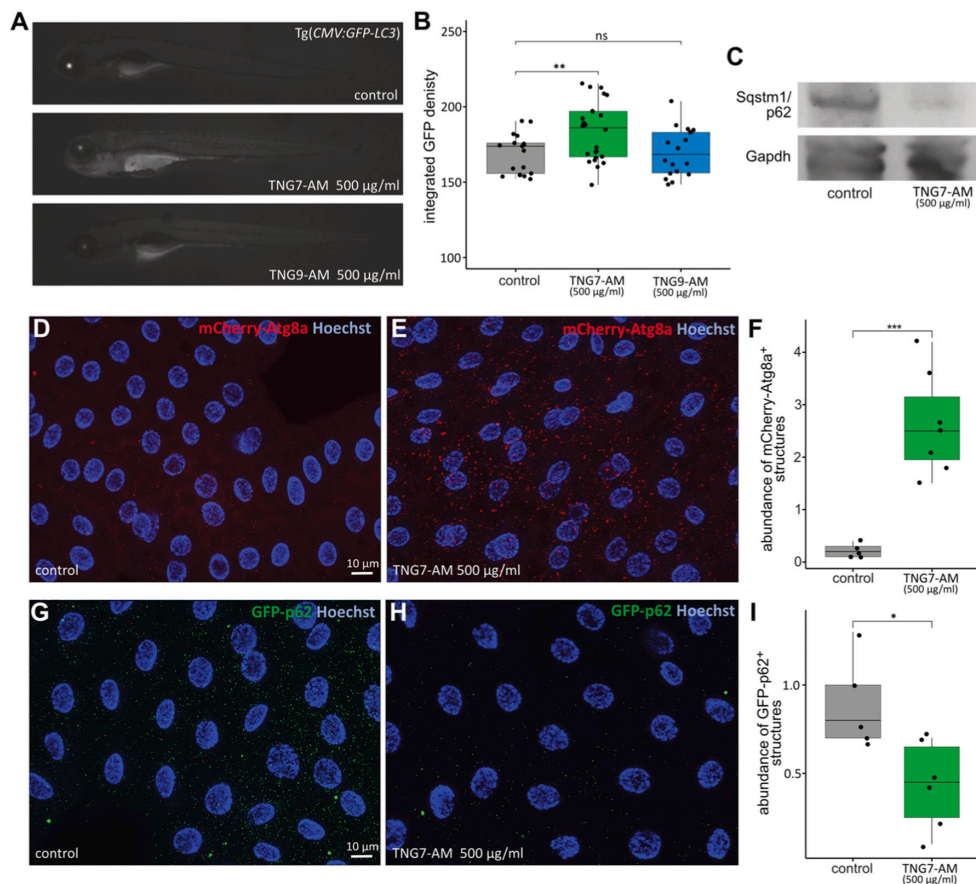 A
Tg(CMV:GFP-LC3)
control
TNG7-AM 500 µg/ml
TNG9-AM 500 µg/ml
B
integrated GFP denisty
250
200
150
100
ns
**
control
TNG7-AM
(500 µg/ml)
TNG9-AM
(500 µg/ml)
C
Sqstm1/
p62
Gapdh
control
TNG7-AM
(500 µg/ml)
D
mCherry-Atg8a Hoechst
control
10 µm
E
mCherry-Atg8a Hoechst
TNG7-AM 500 µg/ml
F
abundance of mCherry-Atg8a+
structures
4
3
2
1
0
***
control
TNG7-AM
(500 µg/ml)
G
GFP-p62 Hoechst
control
10 µm
H
GFP-p62 Hoechst
TNG7-AM 500 µg/ml
I
abundance of GFP-p62+
structures
1.0
0.5
*
control
TNG7-AM
(500 µg/ml)